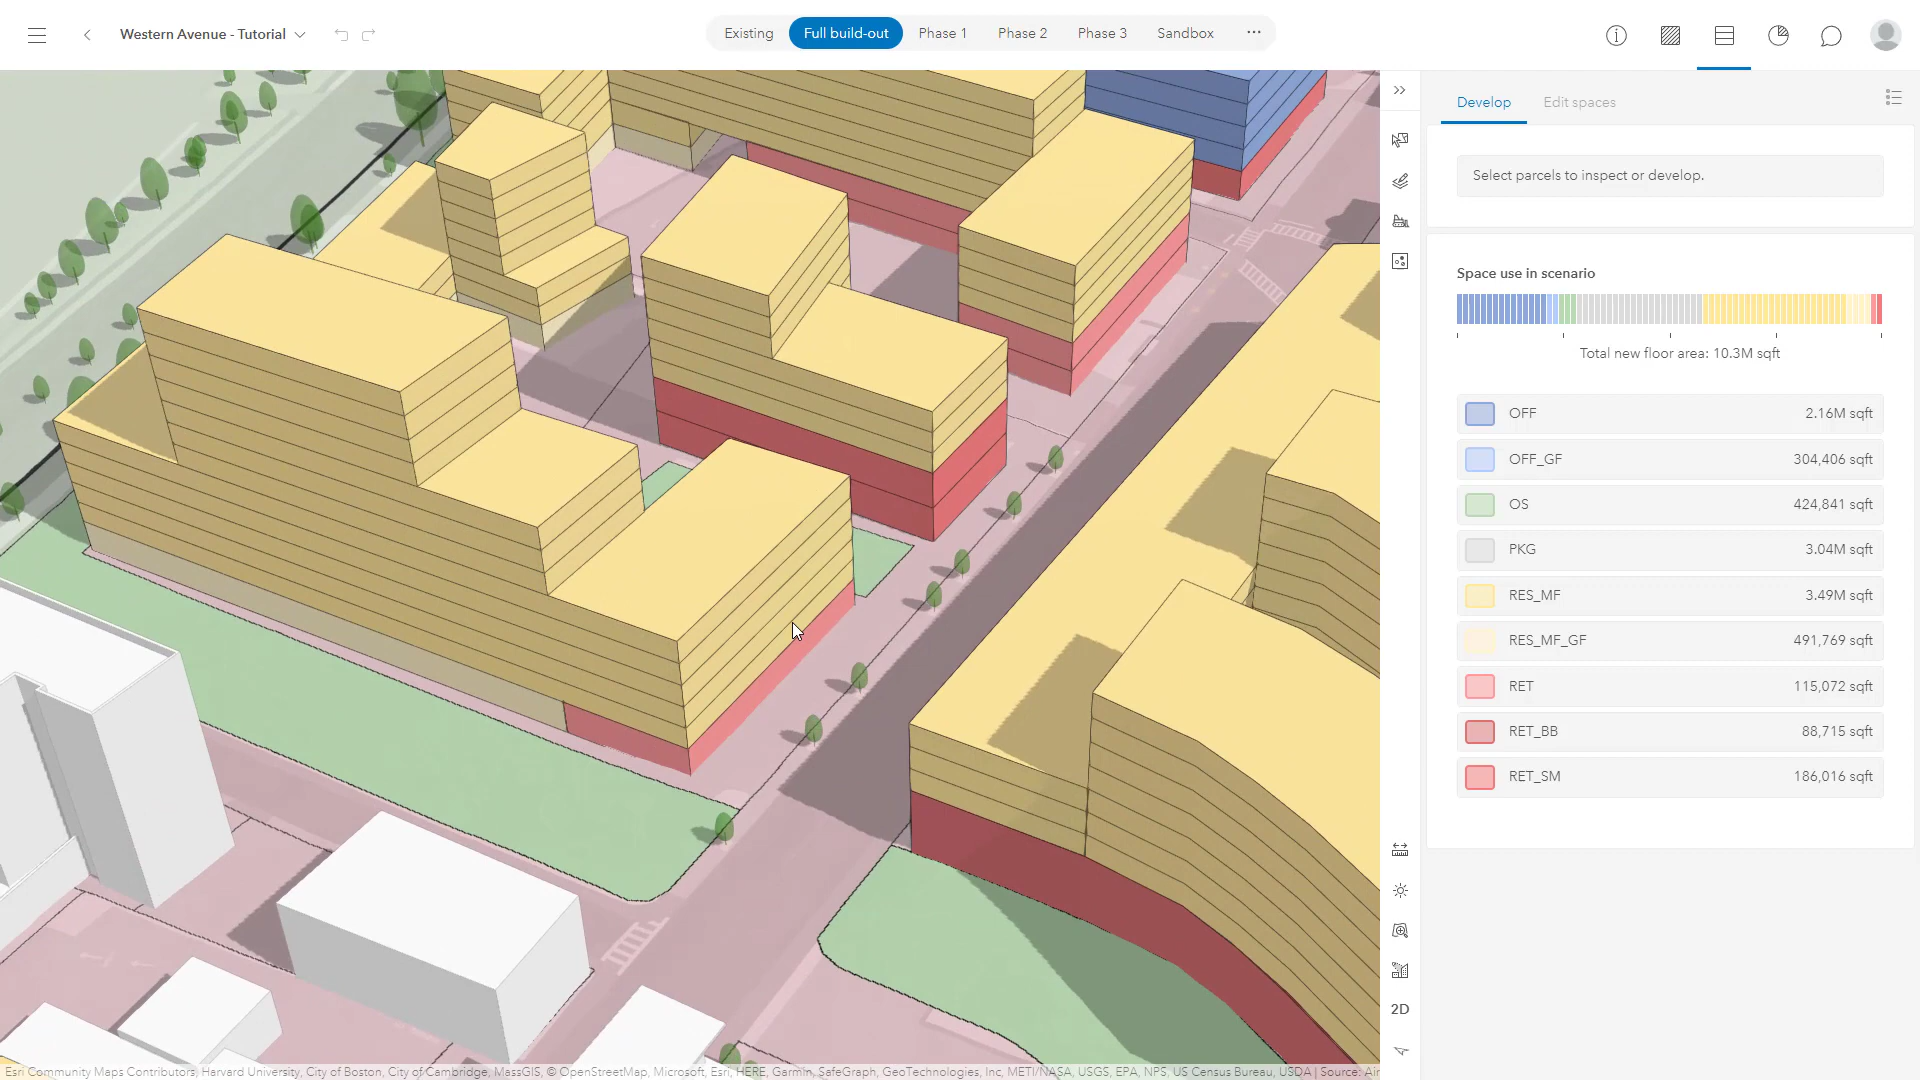 Western Avenue - Tutorial
Existing
Full build-out
Phase 1
Phase 2
Phase 3
Sandbox
Develop
Edit spaces
Select parcels to inspect or develop.
Space use in scenario
Total new floor area: 10.3M sqft
OFF 2.16M sqft
OFF_GF 304,406 sqft
OS 424,841 sqft
PKG 3.04M sqft
RES_MF 3.49M sqft
RES_MF_GF 491,769 sqft
RET 115,072 sqft
RET_BB 88,715 sqft
RET_SM 186,016 sqft
2D
Esri Community Maps Contributors, Harvard University, City of Boston, City of Cambridge, MassGIS, © OpenStreetMap, Microsoft, Esri, HERE, Garmin, SafeGraph, GeoTechnologies, Inc, METI/NASA, USGS, EPA, NPS, US Census Bureau, USDA | Source: Air